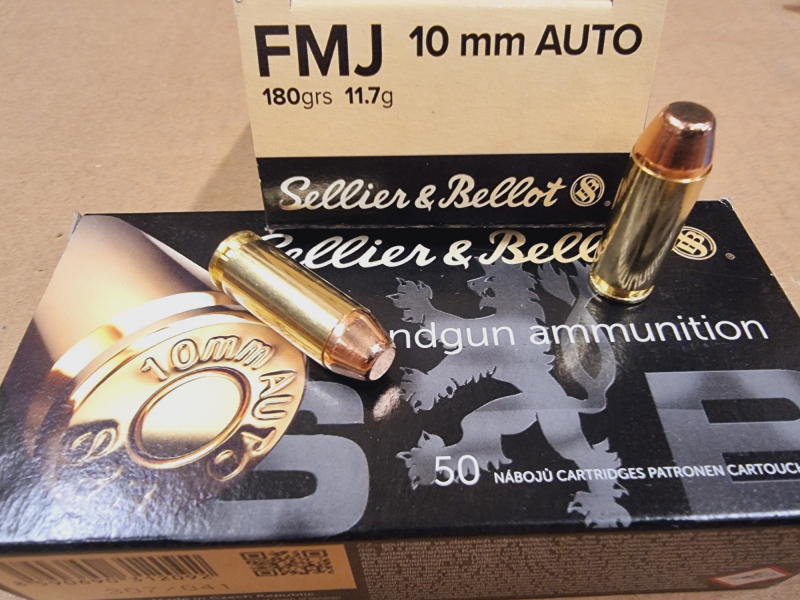 FMJ 10 mm AUTO
180grs 11.7g
Sellier & Bellot S&B
Sellier & Bellot S&B
ndgun ammunition
10mm AUTO
S B
50 NÁBOJŮ CARTRIDGES PATRONEN CARTOUCH